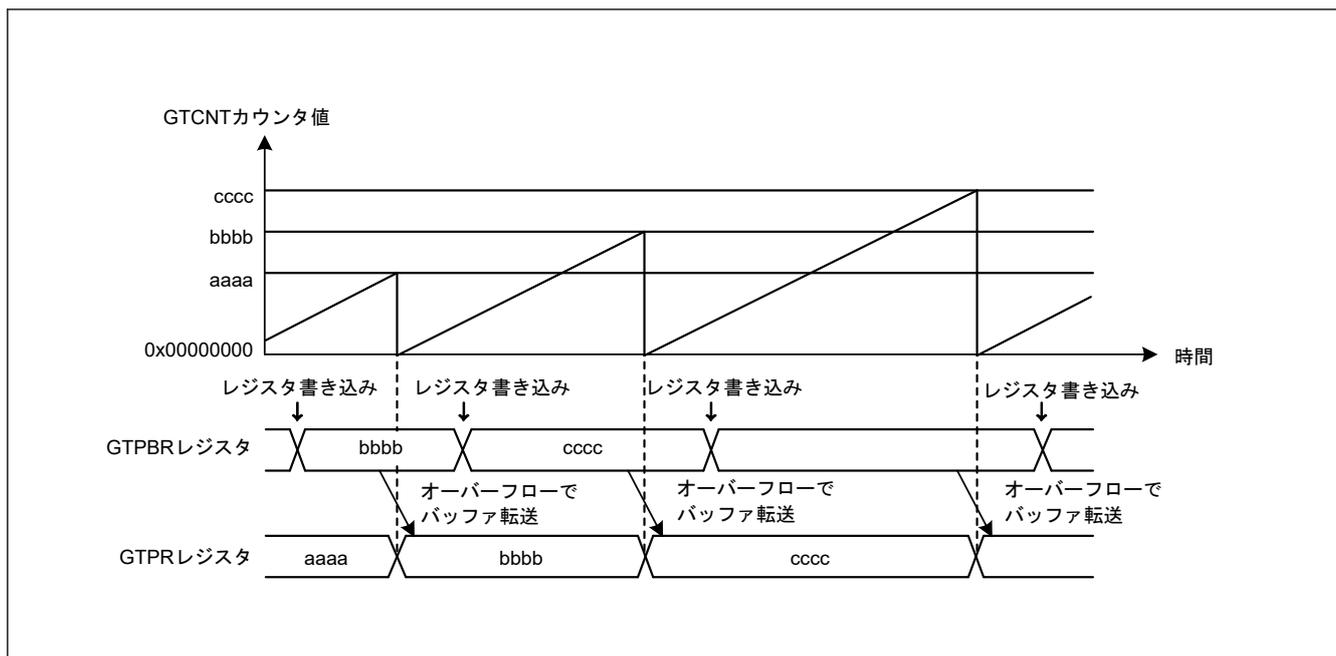 GTCNTカウンタ値
cccc
bbbb
aaaa
0x00000000
時間
レジスタ書き込み レジスタ書き込み レジスタ書き込み レジスタ書き込み
GTPBRレジスタ bbbb cccc
オーバーフローで オーバーフローで オーバーフローで
バッファ転送 バッファ転送 バッファ転送
GTPRレジスタ aaaa bbbb cccc